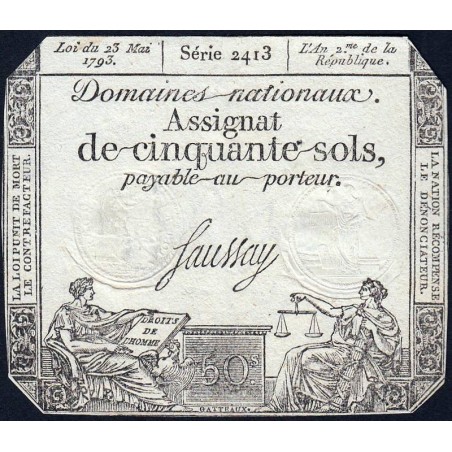 Loi du 23 Mai
1793.
Série 2413
L'An 2.me de la
République.
Domaines nationaux.
Assignat
de cinquante sols,
payable au porteur.
LA LOI PUNIT DE MORT
LE CONTREFACTEUR.
LA NATION RÉCOMPENSE
LE DÉNONCIATEUR.
Saussay
DROITS
DE
L'HOMME
50s
GATTEAUX.